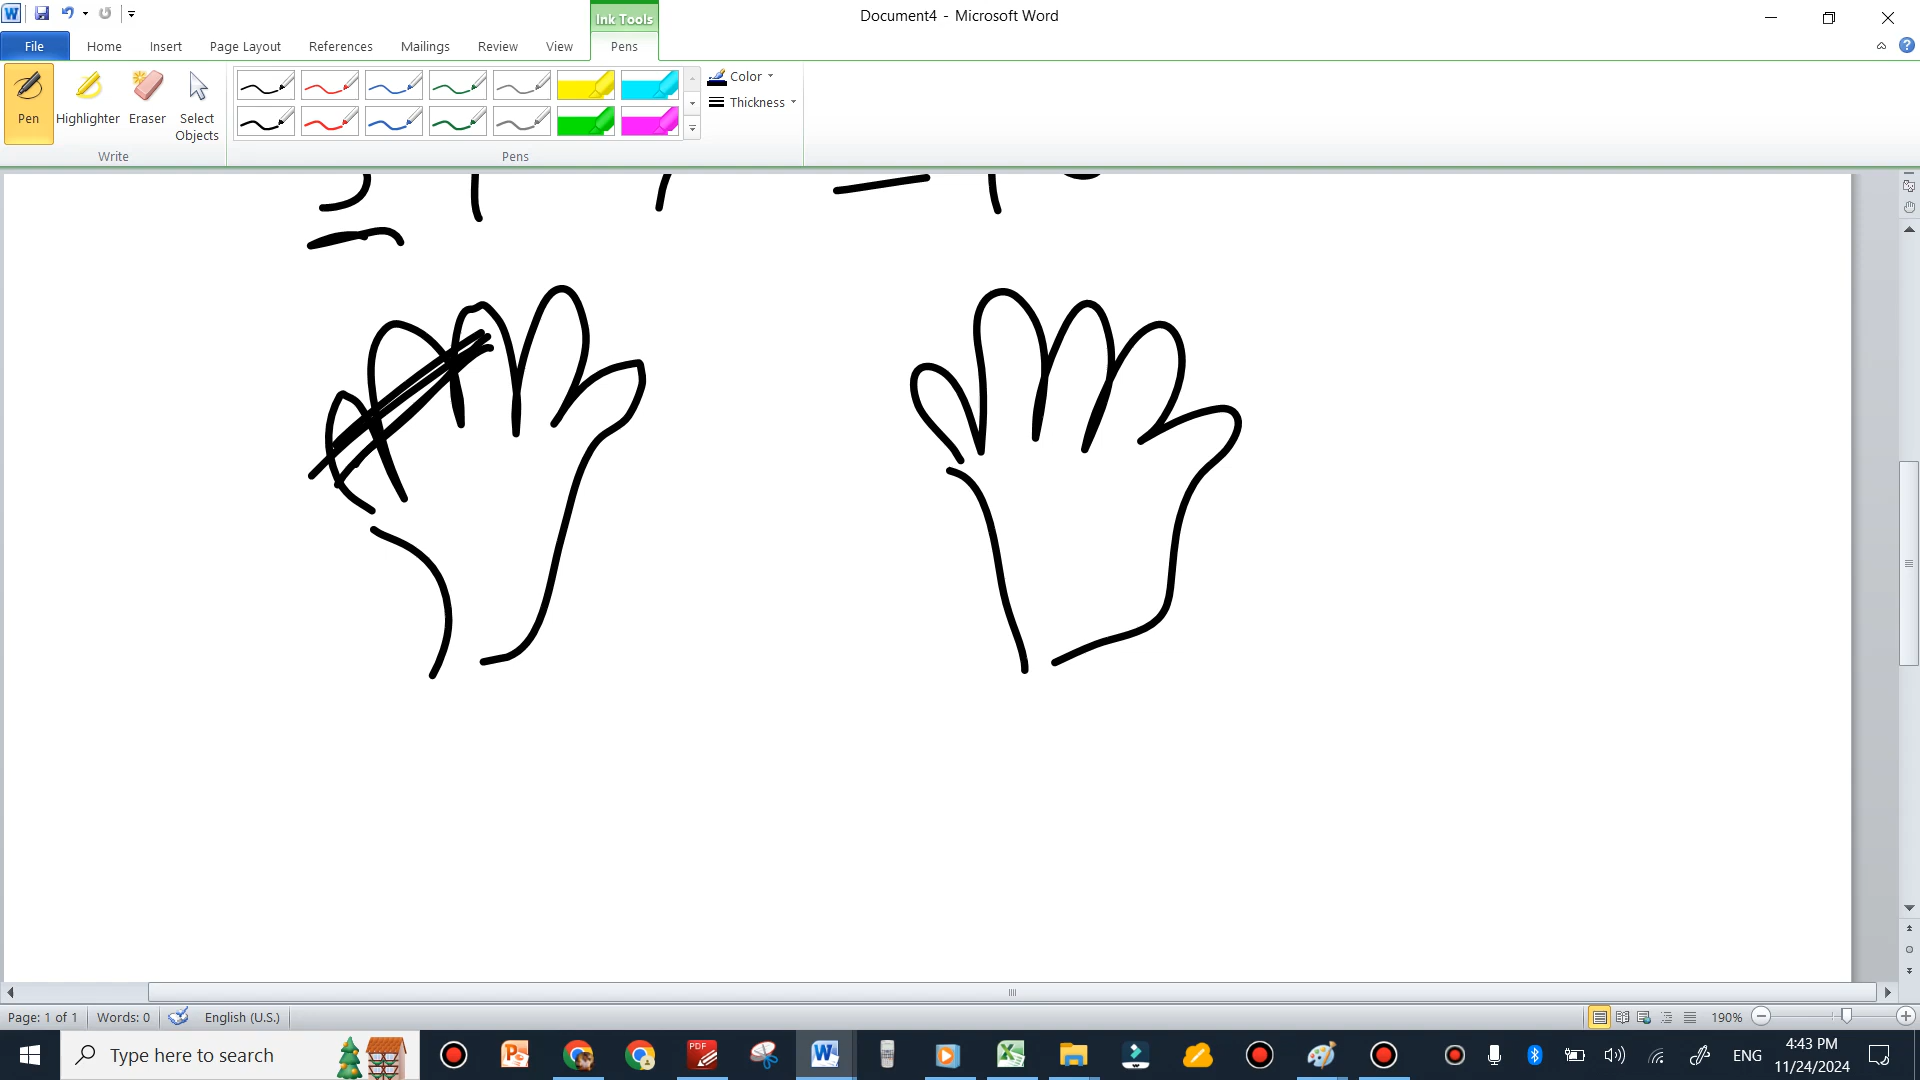 Document4 - Microsoft Word
Ink Tools
File Home Insert Page Layout References Mailings Review View Pens
Pen Highlighter Eraser Select Objects
Color
Thickness
Write Pens
Page: 1 of 1 Words: 0 English (U.S.) 190%
Type here to search
PDF
ENG
4:43 PM
11/24/2024